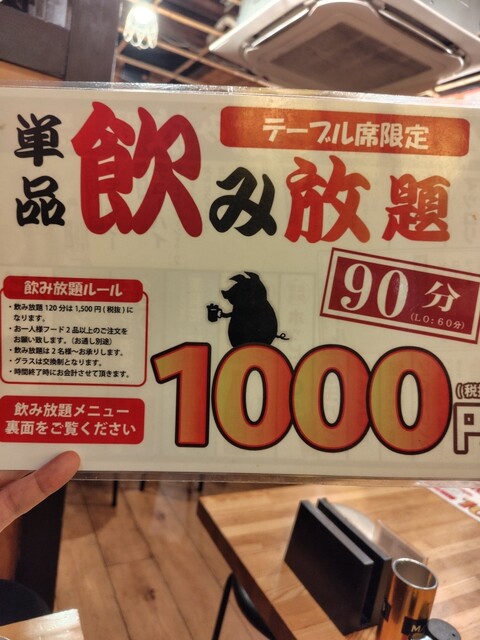 単品
飲み放題
テーブル席限定
90分
(LO:60分)
飲み放題ルール
・飲み放題120分は1,500円(税抜)に
なります。
・お一人様フード2品以上のご注文を
お願い致します。(お通し別途)
・飲み放題は2名様〜お承りします。
・グラスは交換制となります。
・時間終了時にお会計させて頂きます。
1000円
(税
飲み放題メニュー
裏面をご覧ください